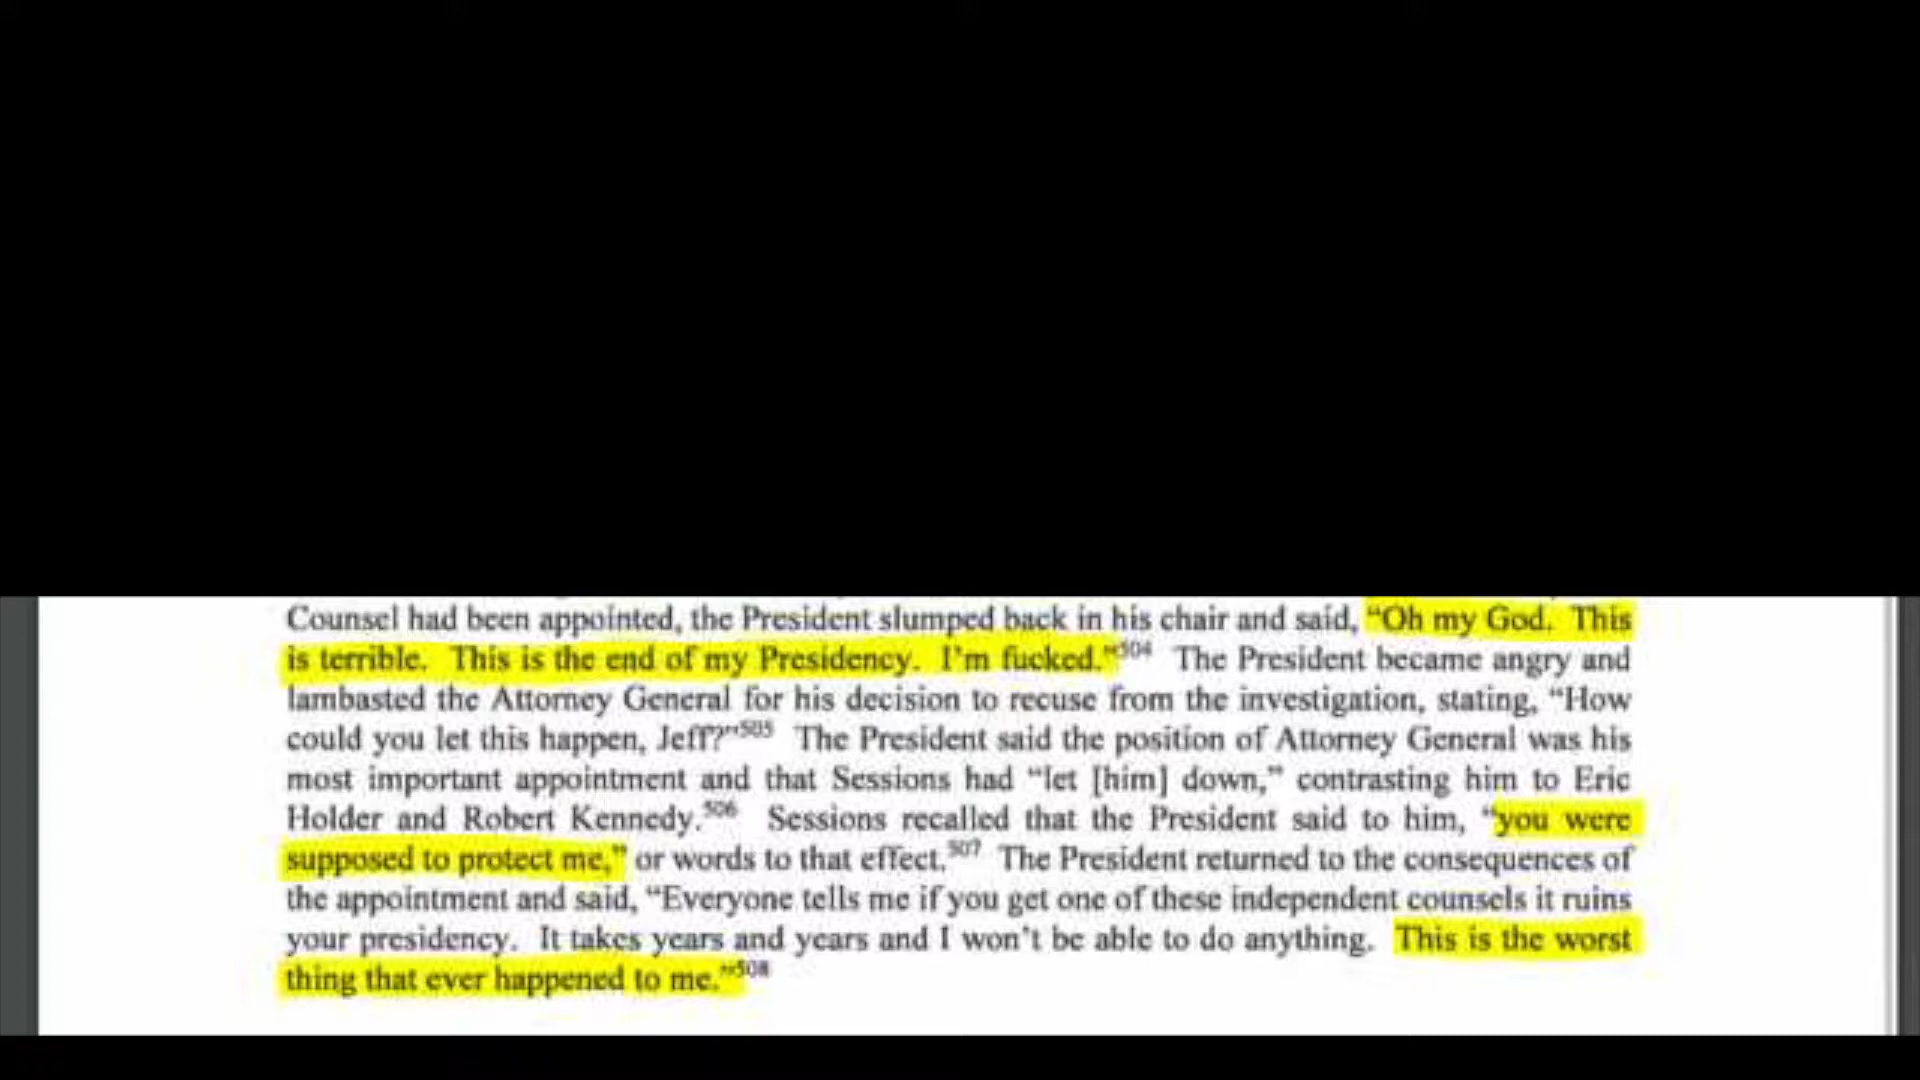 Counsel had been appointed, the President slumped back in his chair and said, “Oh my God. This
is terrible. This is the end of my Presidency. I’m fucked.”504 The President became angry and
lambasted the Attorney General for his decision to recuse from the investigation, stating, “How
could you let this happen, Jeff?”505 The President said the position of Attorney General was his
most important appointment and that Sessions had “let [him] down,” contrasting him to Eric
Holder and Robert Kennedy.506 Sessions recalled that the President said to him, “you were
supposed to protect me,” or words to that effect.507 The President returned to the consequences of
the appointment and said, “Everyone tells me if you get one of these independent counsels it ruins
your presidency. It takes years and years and I won’t be able to do anything. This is the worst
thing that ever happened to me.”508